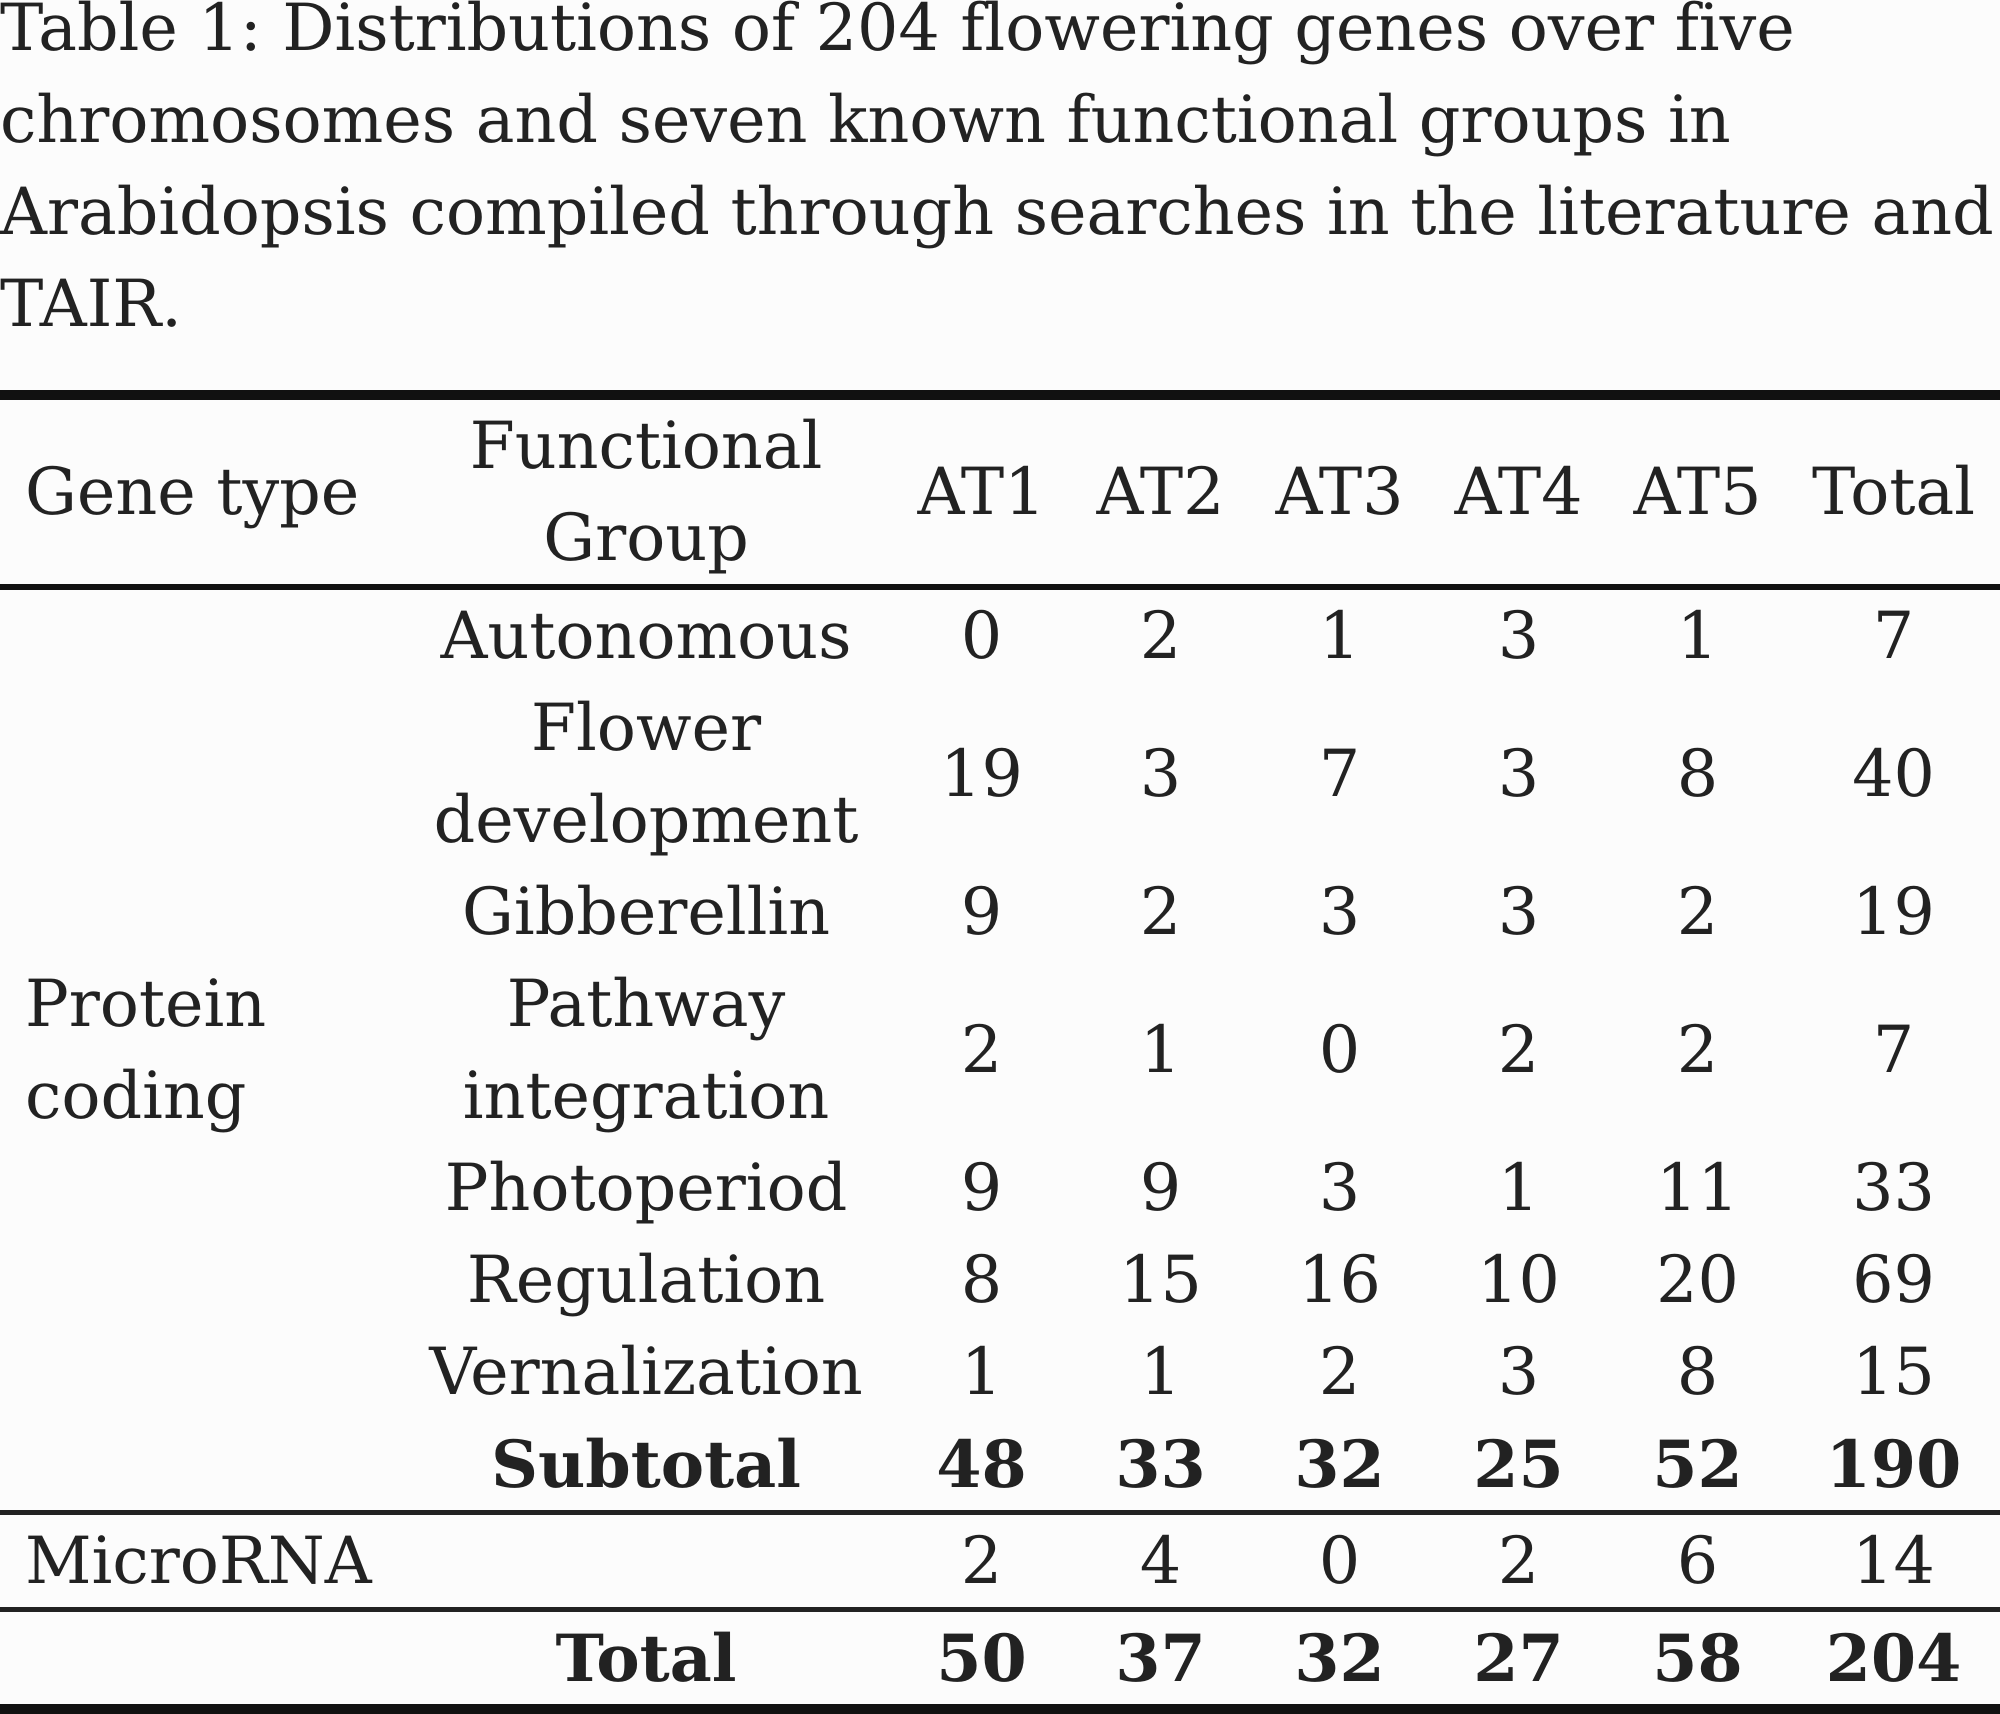 Table 1: Distributions of 204 flowering genes over five
chromosomes and seven known functional groups in
Arabidopsis compiled through searches in the literature and
TAIR.
Gene type Functional Group AT1 AT2 AT3 AT4 AT5 Total
Protein coding
Autonomous 0 2 1 3 1 7
Flower development 19 3 7 3 8 40
Gibberellin 9 2 3 3 2 19
Pathway integration 2 1 0 2 2 7
Photoperiod 9 9 3 1 11 33
Regulation 8 15 16 10 20 69
Vernalization 1 1 2 3 8 15
Subtotal 48 33 32 25 52 190
MicroRNA 2 4 0 2 6 14
Total 50 37 32 27 58 204